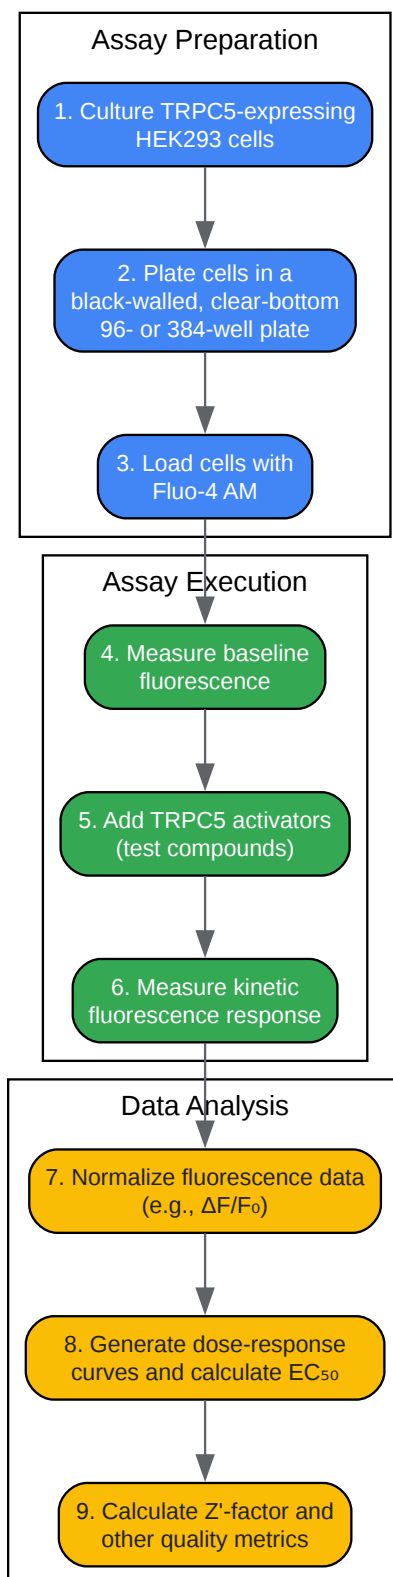 Assay Preparation
1. Culture TRPC5-expressing
HEK293 cells
2. Plate cells in a
black-walled, clear-bottom
96- or 384-well plate
3. Load cells with
Fluo-4 AM
Assay Execution
4. Measure baseline
fluorescence
5. Add TRPC5 activators
(test compounds)
6. Measure kinetic
fluorescence response
Data Analysis
7. Normalize fluorescence data
(e.g., ΔF/F₀)
8. Generate dose-response
curves and calculate EC₅₀
9. Calculate Z'-factor and
other quality metrics